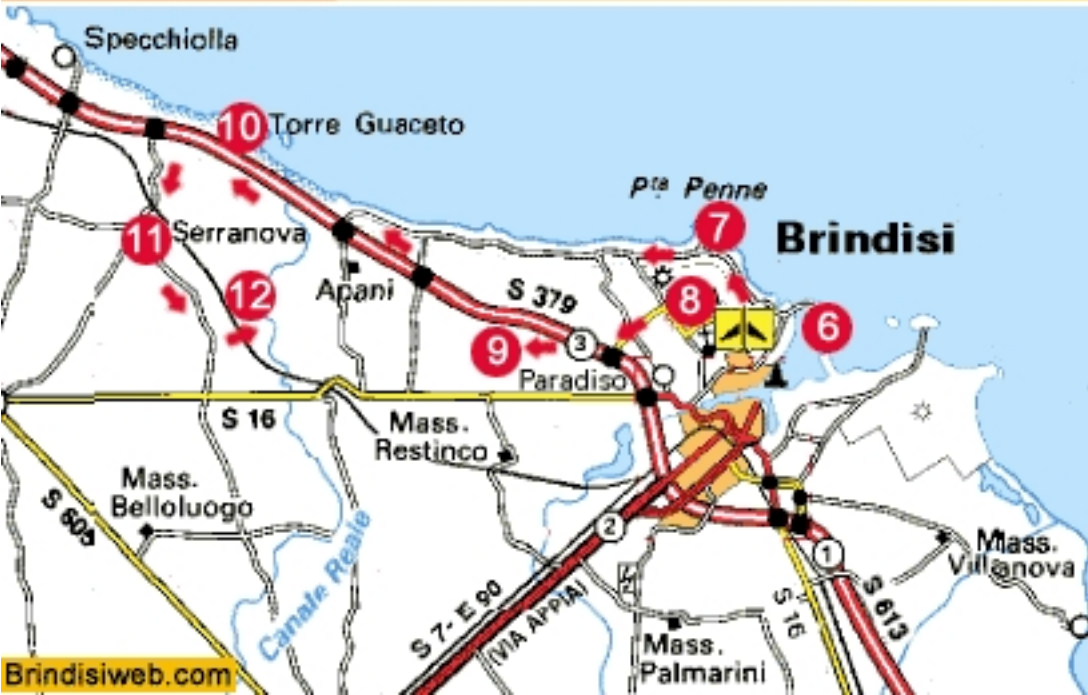 Specchiolla
10 Torre Guaceto
Pta Penne
7
Brindisi
11 Serranova
12
Apani
S 379
8
6
9
3
Paradiso
S 16
Mass.
Restinco
Mass.
Belloluogo
S 605
2
1
Mass.
Villanova
Canale Reale
S 7- E 90
(VIA APPIA)
S 16
S 613
Mass.
Palmarini
Brindisiweb.com